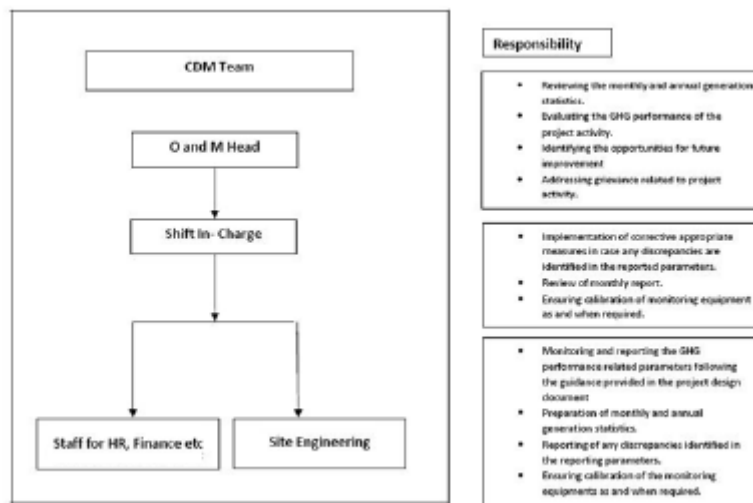 CDM Team
O and M Head
Shift In- Charge
Staff for HR, Finance etc
Site Engineering
Responsibility
• Reviewing the monthly and annual generation
statistics.
• Evaluating the GHG performance of the
project activity.
• Identifying the opportunities for future
improvement
• Addressing grievance related to project
activity.
• Implementation of corrective appropriate
measures in case any discrepancies are
identified in the reported parameters.
• Review of monthly report.
• Ensuring calibration of monitoring equipment
as and when required.
• Monitoring and reporting the GHG
performance related parameters following
the guidance provided in the project design
document
• Preparation of monthly and annual
generation statistics.
• Reporting of any discrepancies identified in
the reporting parameters.
• Ensuring calibration of the monitoring
equipments as and when required.